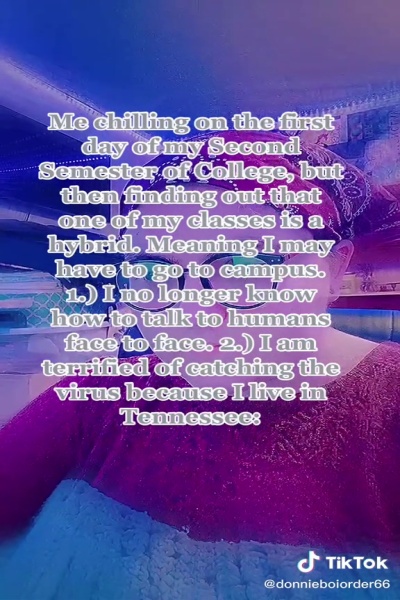 Me chilling on the first
day of my Second
Semester of College, but
then finding out that
one of my classes is a
hybrid. Meaning I may
have to go to campus.
1.) I no longer know
how to talk to humans
face to face. 2.) I am
terrified of catching the
virus because I live in
Tennessee:
TikTok
@donnieboiorder66